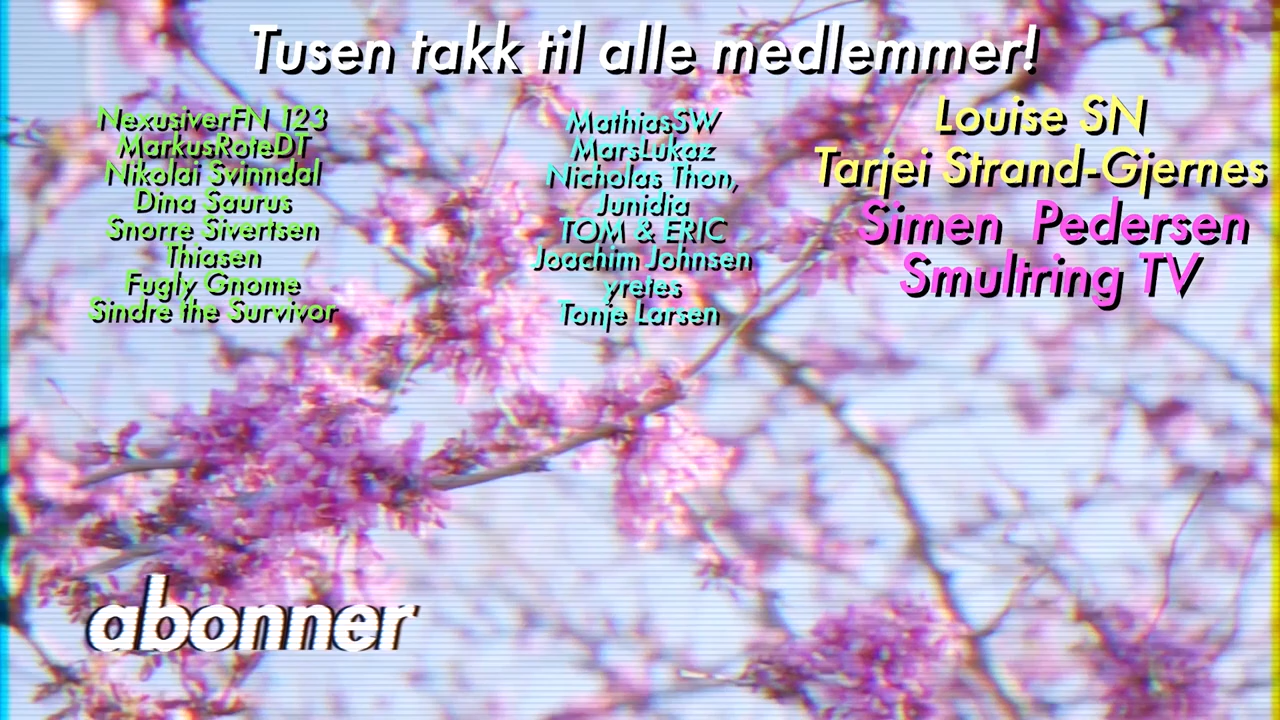 Tusen takk til alle medlemmer!
NexusiverFN 123
MarkusRoteDT
Nikolai Svinndal
Dina Saurus
Snorre Sivertsen
Thiasen
Fugly Gnome
Sindre the Survivor
MathiasSW
MarsLukaz
Nicholas Thon,
Junidia
TOM & ERIC
Joachim Johnsen
yretes
Tonje Larsen
Louise SN
Tarjei Strand-Gjernes
Simen Pedersen
Smultring TV
abonner